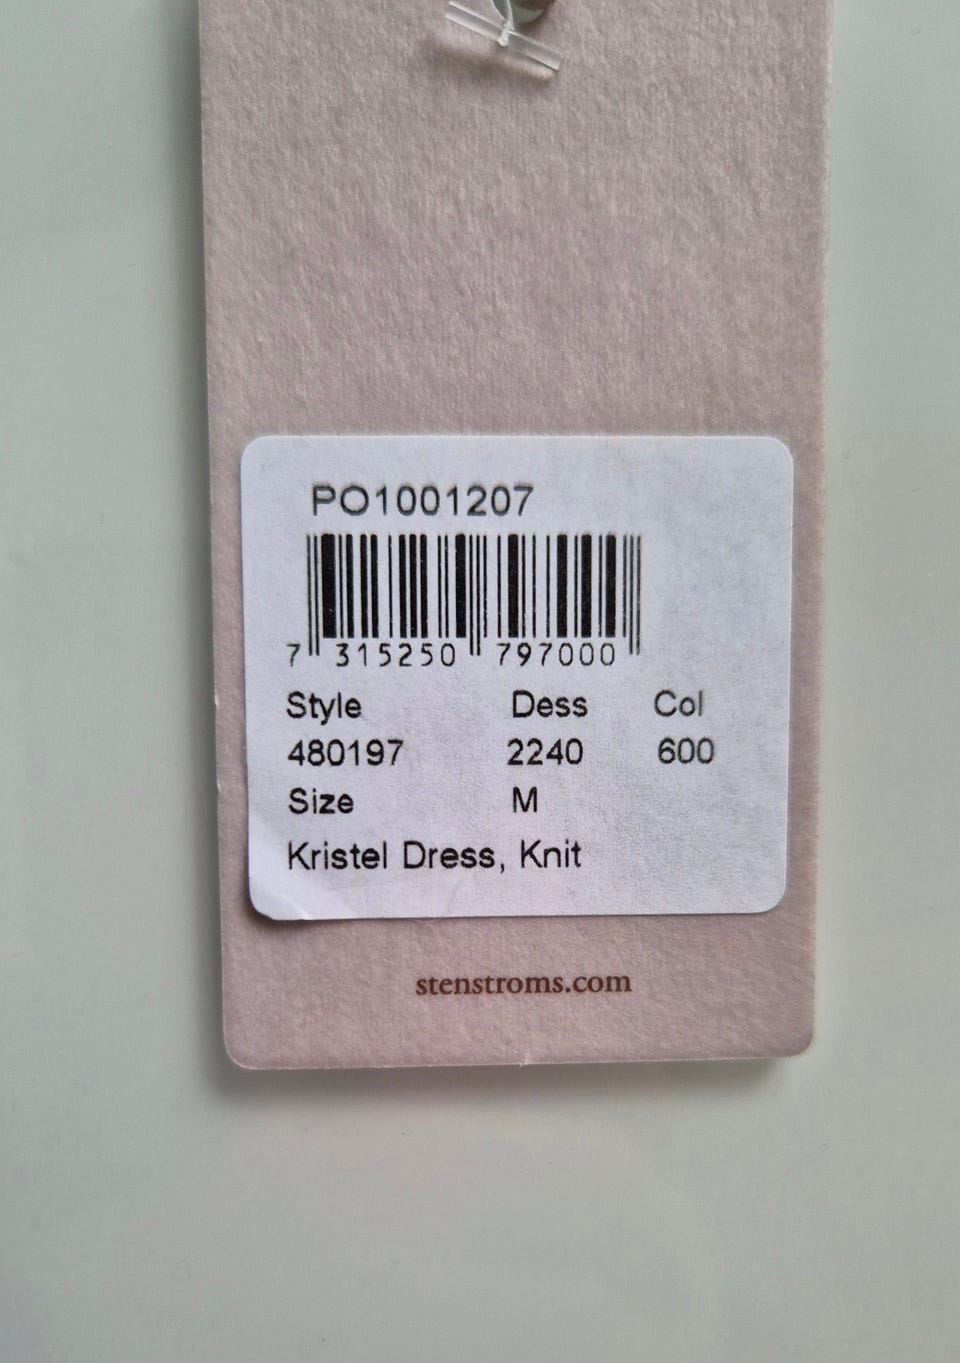 PO1001207
7 315250 797000
Style Dess Col
480197 2240 600
Size M
Kristel Dress, Knit
stenstroms.com